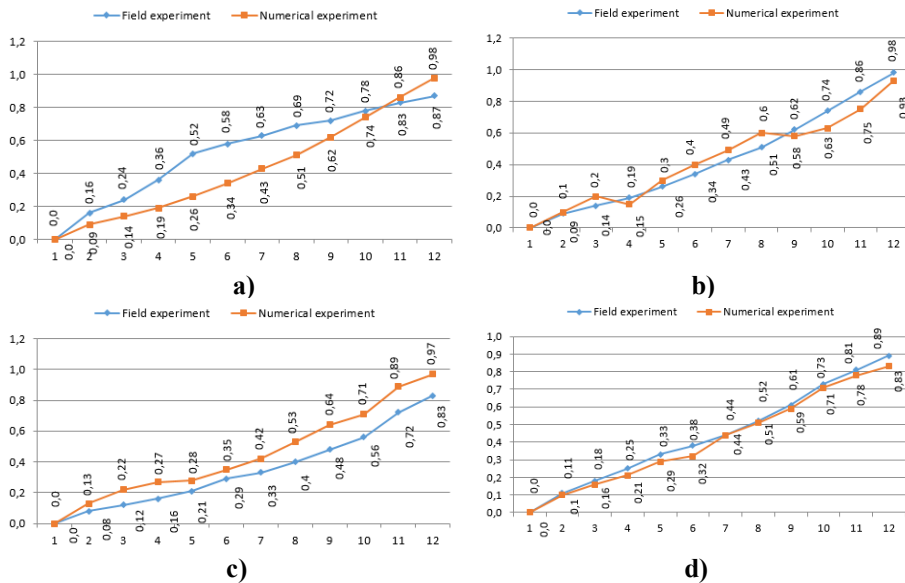 Field experiment Numerical experiment
1,2
1,0
0,8
0,6
0,4
0,2
0,0
0,0 0,16 0,24 0,36 0,52 0,58 0,63 0,69 0,72 0,78 0,86 0,98
0,0 0,09 0,14 0,19 0,26 0,34 0,43 0,51 0,62 0,74 0,83 0,87
1 2 3 4 5 6 7 8 9 10 11 12
a)
Field experiment Numerical experiment
1,2
1,0
0,8
0,6
0,4
0,2
0,0
0,0 0,1 0,2 0,19 0,3 0,4 0,49 0,6 0,62 0,74 0,86 0,98
0,0 0,09 0,14 0,15 0,26 0,34 0,43 0,51 0,58 0,63 0,75 0,93
1 2 3 4 5 6 7 8 9 10 11 12
b)
Field experiment Numerical experiment
1,2
1,0
0,8
0,6
0,4
0,2
0,0
0,0 0,13 0,22 0,27 0,28 0,35 0,42 0,53 0,64 0,71 0,89 0,97
0,0 0,08 0,12 0,16 0,21 0,29 0,33 0,4 0,48 0,56 0,72 0,83
1 2 3 4 5 6 7 8 9 10 11 12
c)
Field experiment Numerical experiment
1,0
0,9
0,8
0,7
0,6
0,5
0,4
0,3
0,2
0,1
0,0
0,0 0,11 0,18 0,25 0,33 0,38 0,44 0,52 0,61 0,73 0,81 0,89
0,0 0,1 0,16 0,21 0,29 0,32 0,44 0,51 0,59 0,71 0,78 0,83
1 2 3 4 5 6 7 8 9 10 11 12
d)